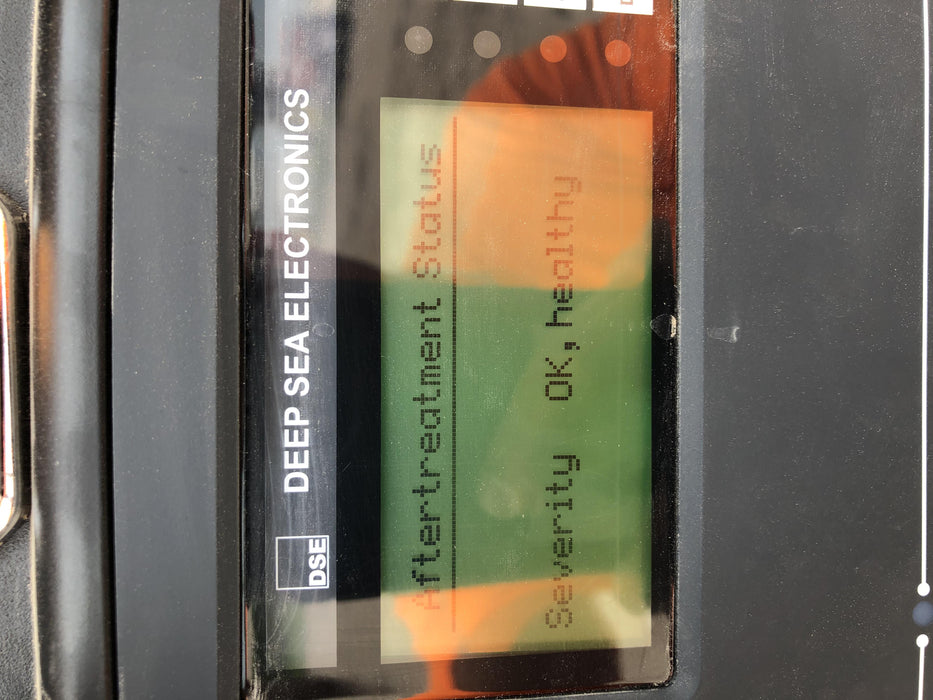 DSE DEEP SEA ELECTRONICS
Aftertreatment Status
Severity OK,healthy